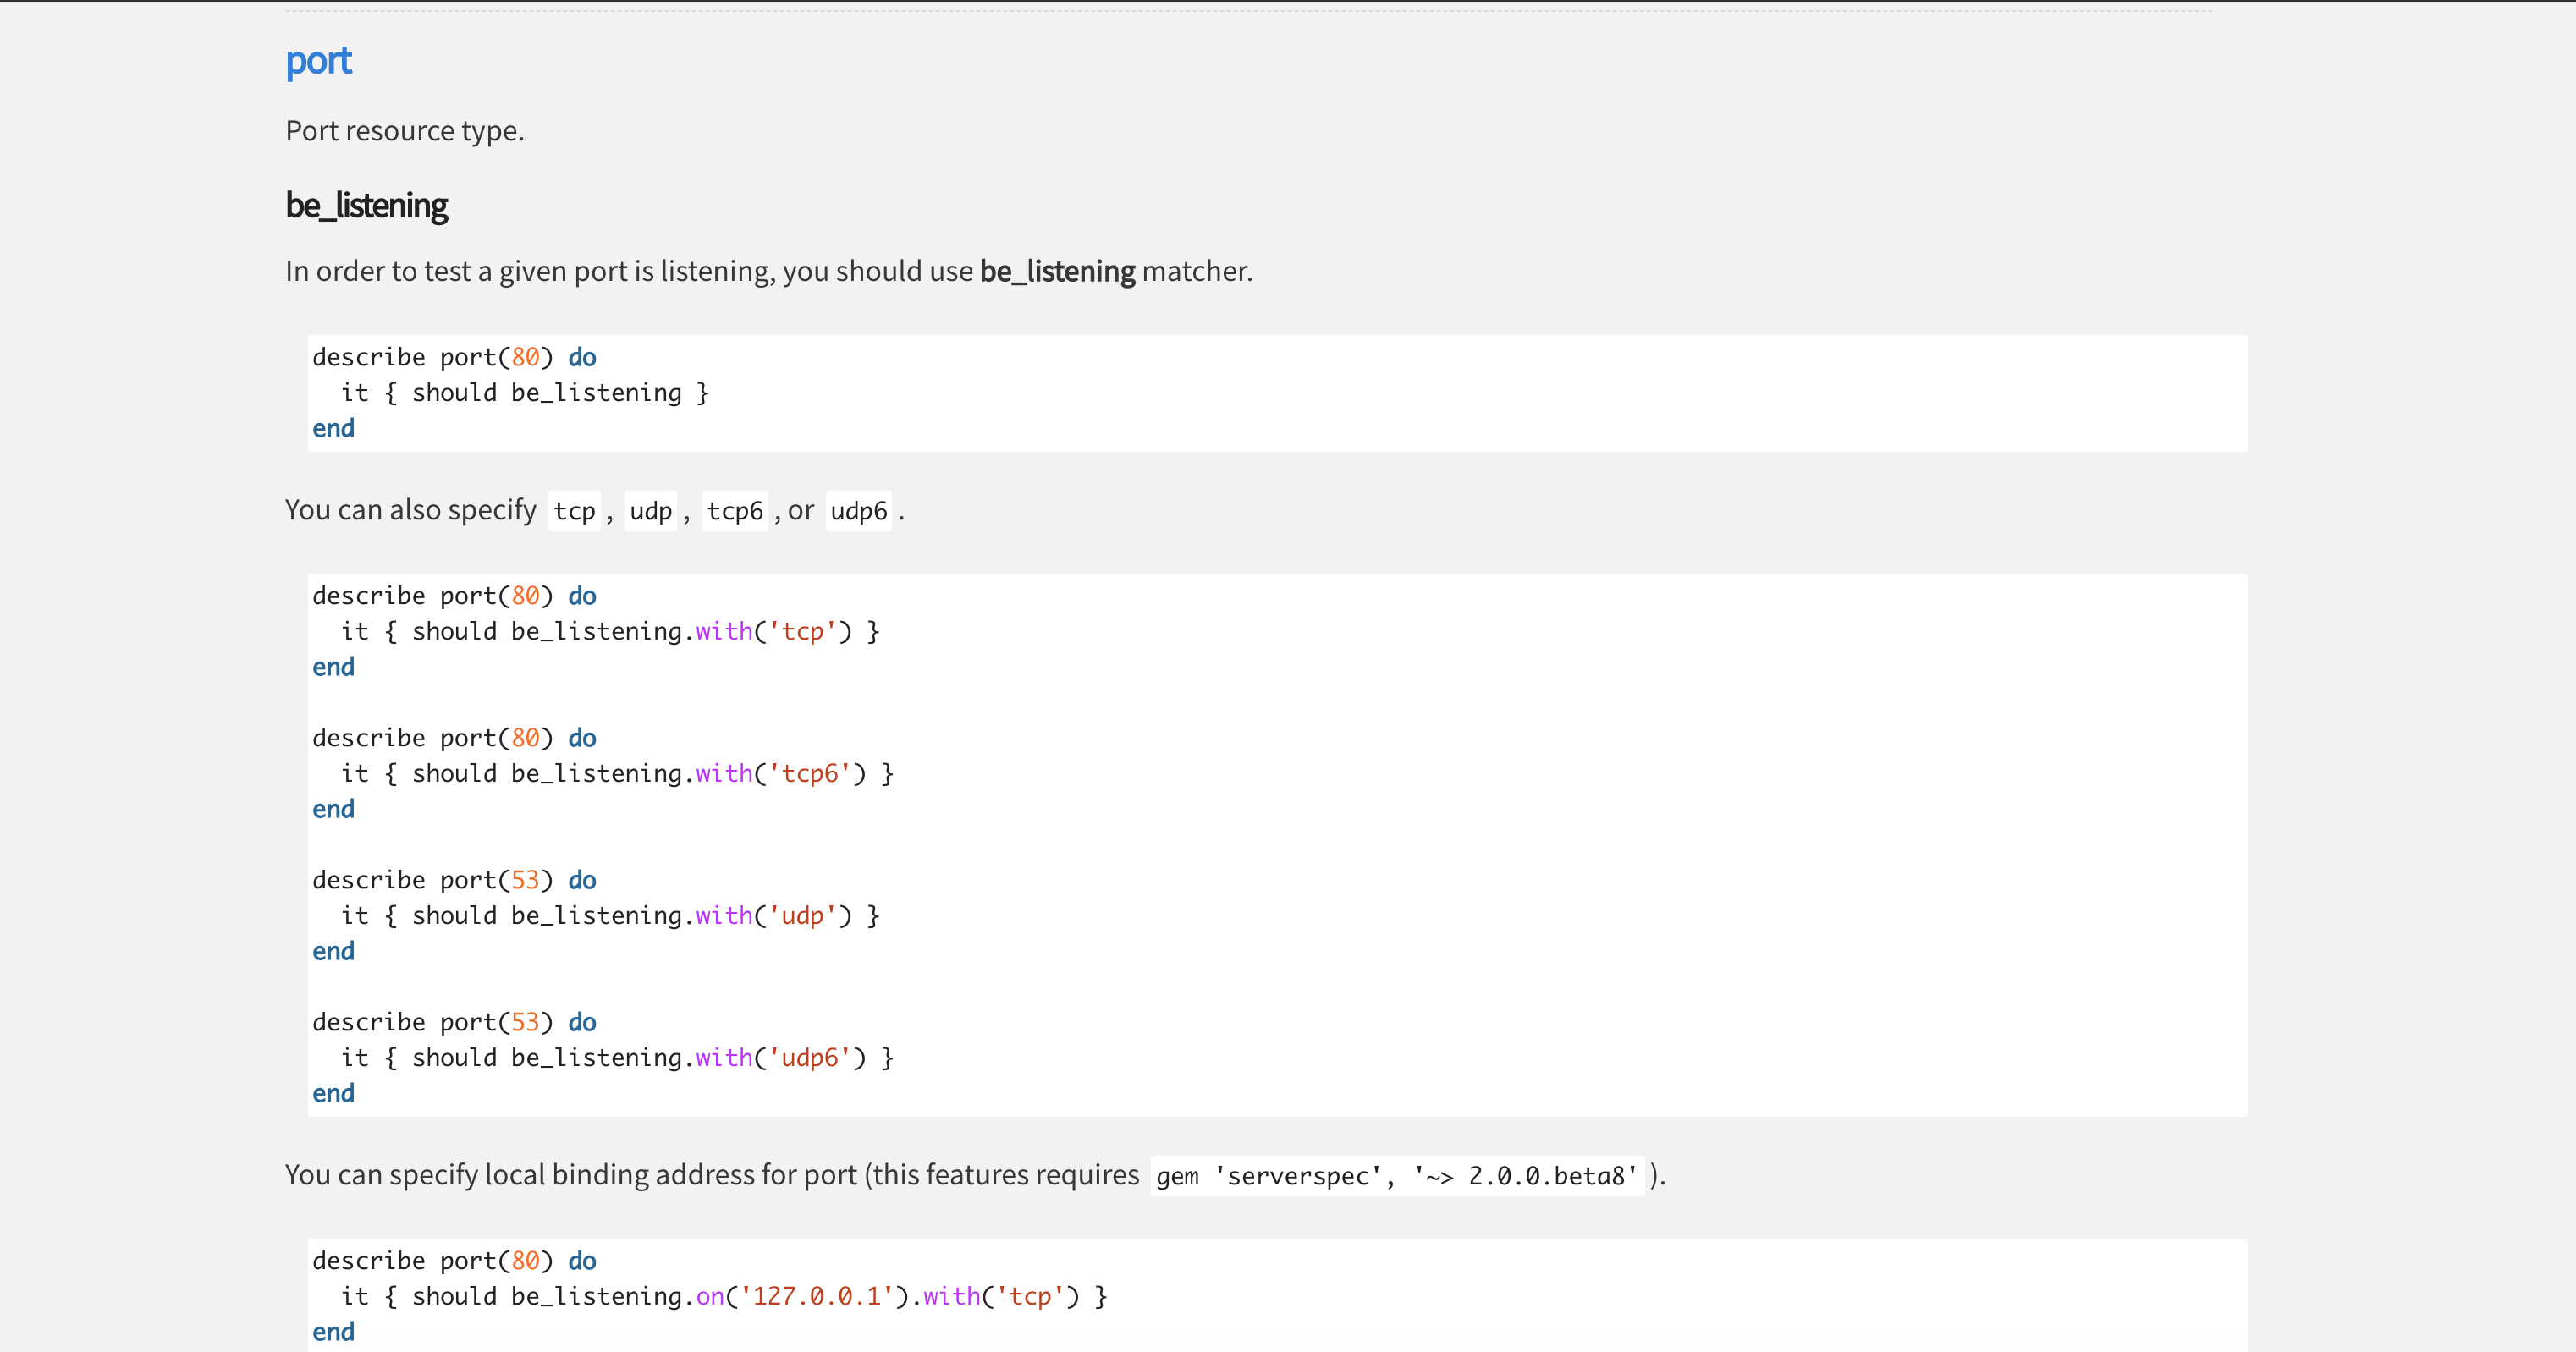 port
Port resource type.
be_listening
In order to test a given port is listening, you should use be_listening matcher.
describe port(80) do
  it { should be_listening }
end
You can also specify tcp , udp , tcp6 , or udp6 .
describe port(80) do
  it { should be_listening.with('tcp') }
end
describe port(80) do
  it { should be_listening.with('tcp6') }
end
describe port(53) do
  it { should be_listening.with('udp') }
end
describe port(53) do
  it { should be_listening.with('udp6') }
end
You can specify local binding address for port (this features requires gem 'serverspec', '~> 2.0.0.beta8' ).
describe port(80) do
  it { should be_listening.on('127.0.0.1').with('tcp') }
end